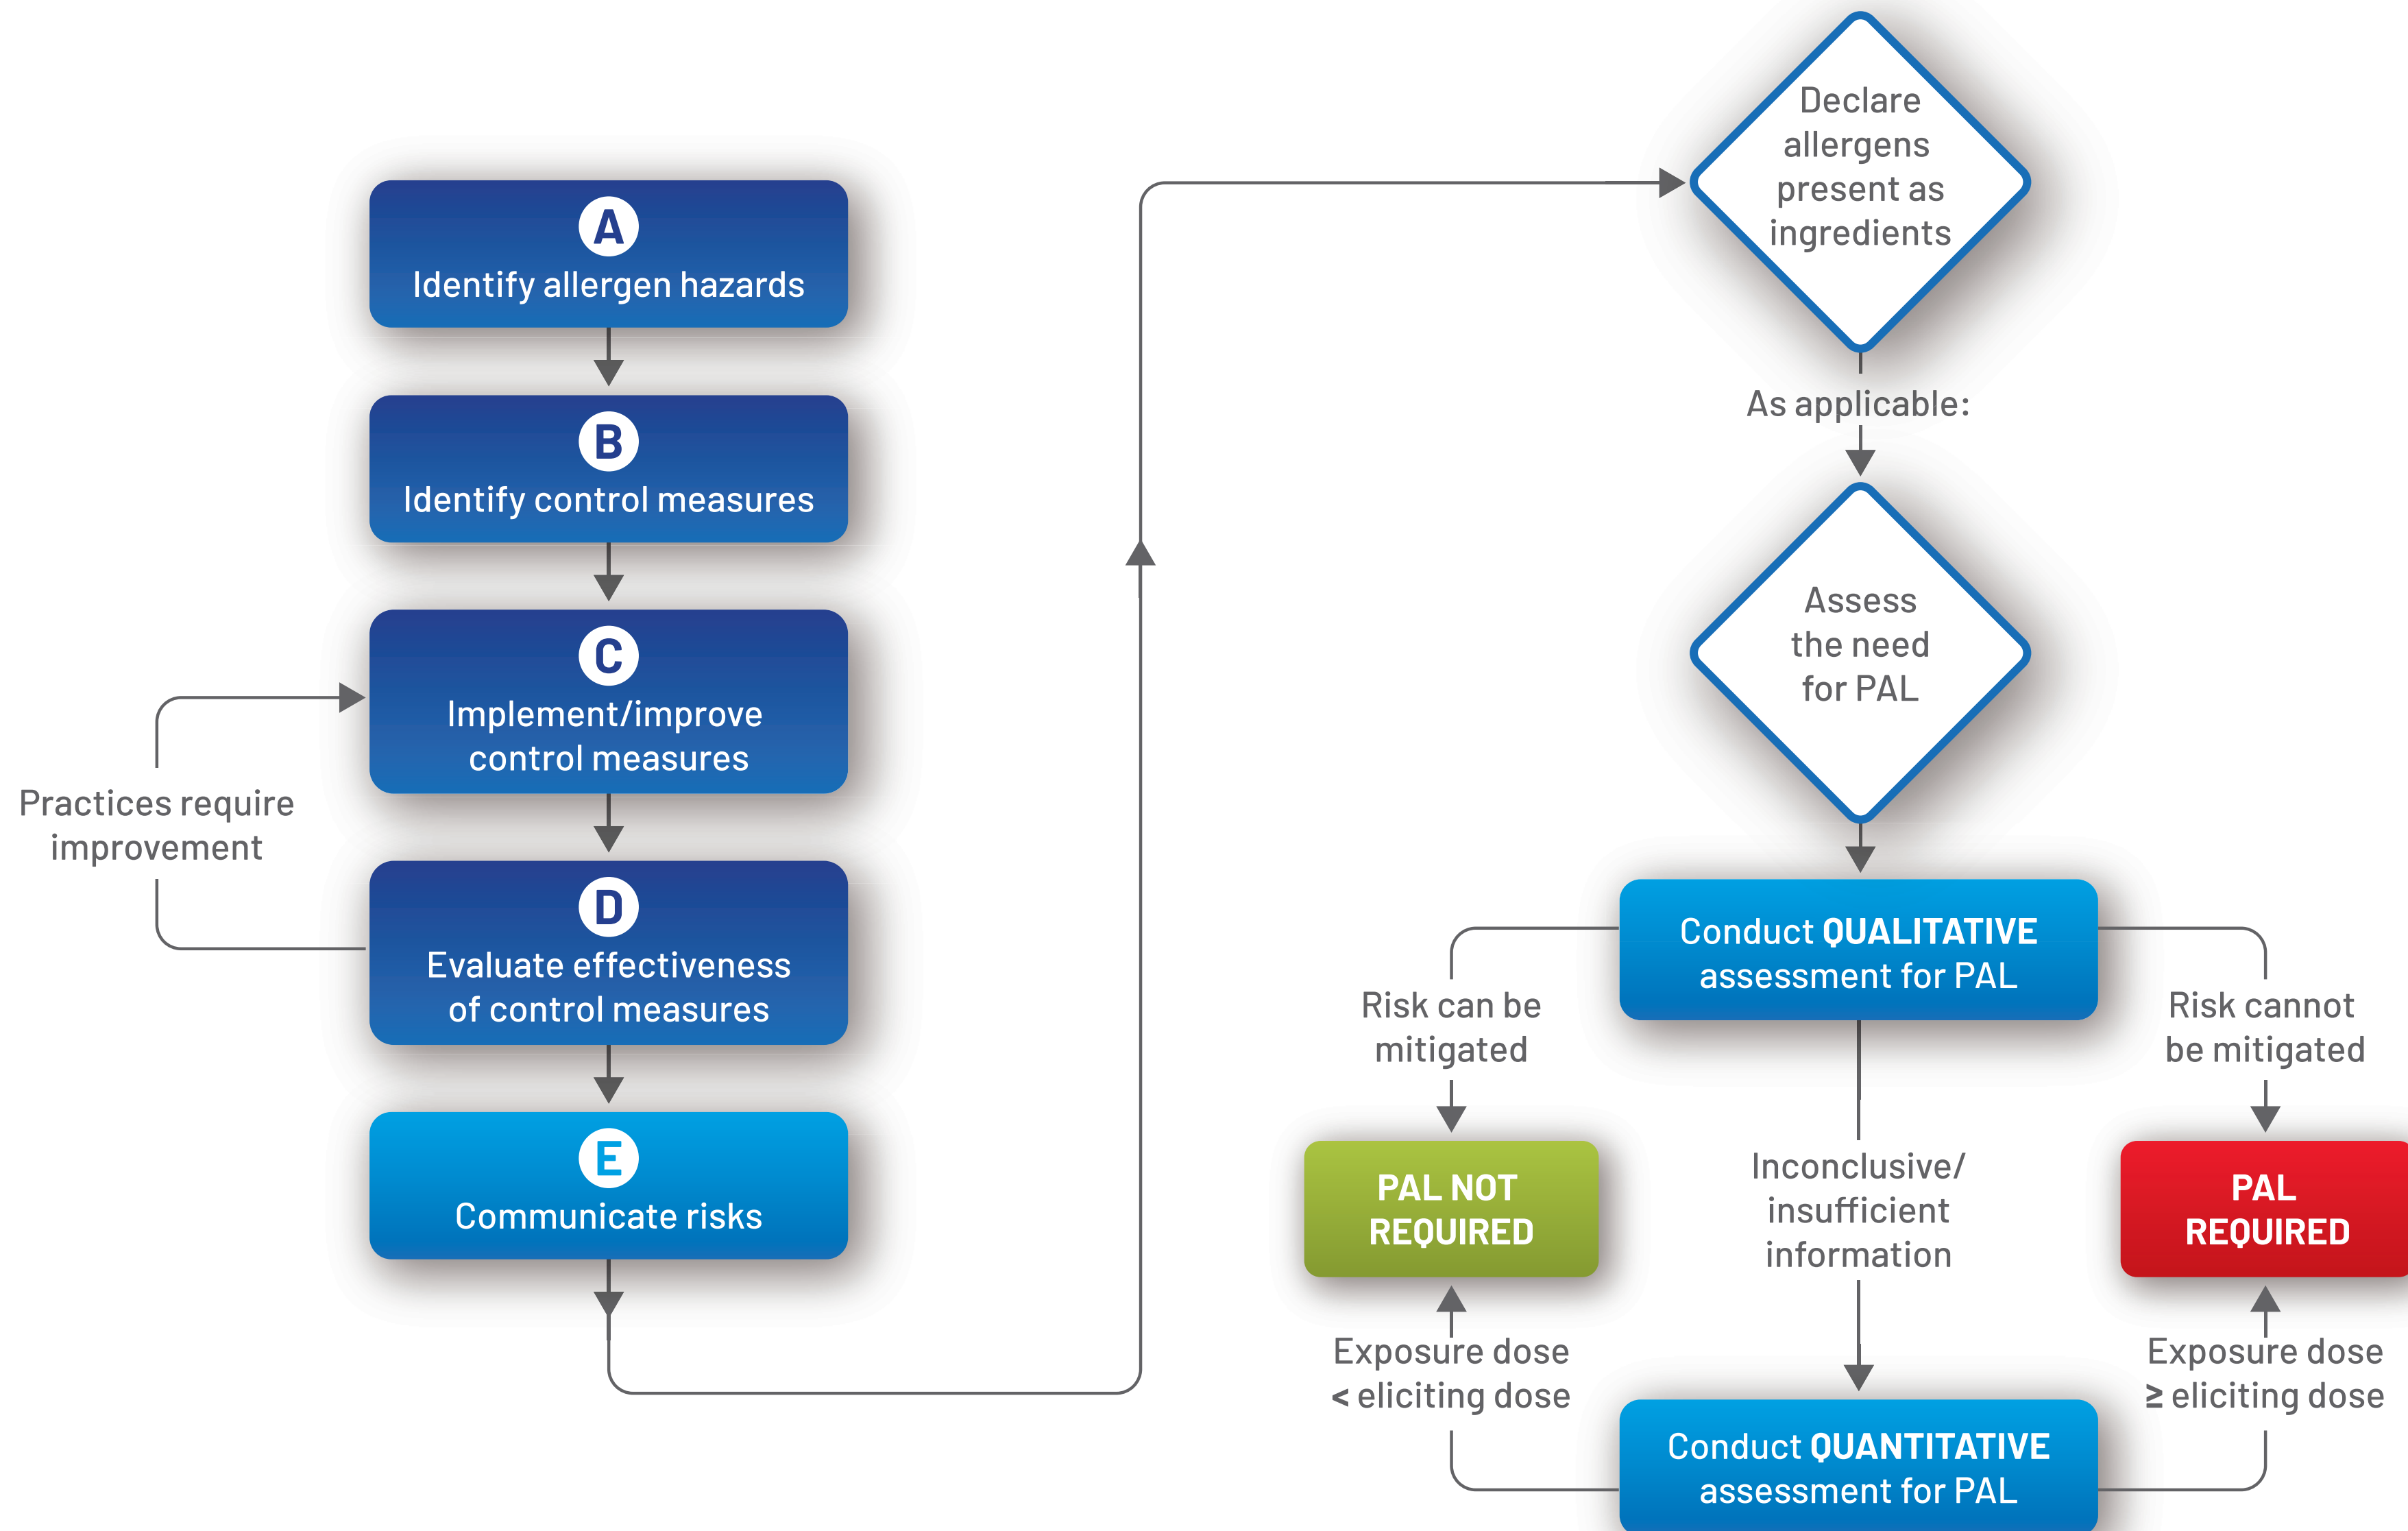 A
Identify allergen hazards
B
Identify control measures
C
Implement/improve
control measures
Practices require
improvement
D
Evaluate effectiveness
of control measures
E
Communicate risks
Declare
allergens
present as
ingredients
As applicable:
Assess
the need
for PAL
Conduct QUALITATIVE
assessment for PAL
Risk can be
mitigated
Risk cannot
be mitigated
PAL NOT
REQUIRED
Inconclusive/
insufficient
information
PAL
REQUIRED
Exposure dose
< eliciting dose
Exposure dose
≥ eliciting dose
Conduct QUANTITATIVE
assessment for PAL